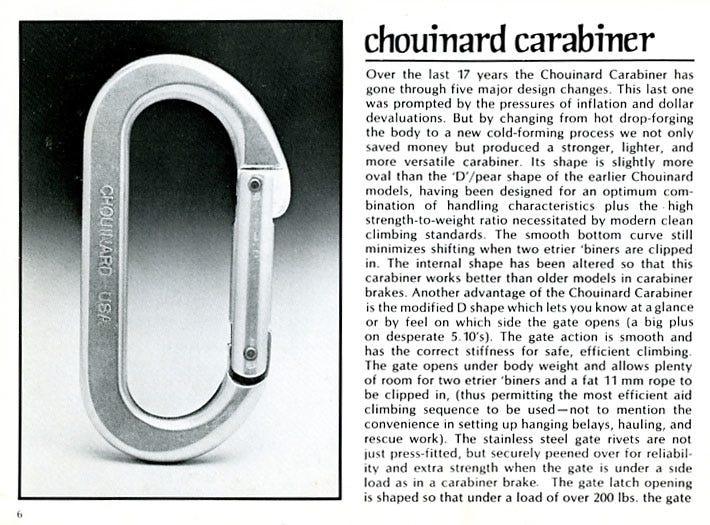 CHOUINARD USA
chouinard carabiner
Over the last 17 years the Chouinard Carabiner has
gone through five major design changes. This last one
was prompted by the pressures of inflation and dollar
devaluations. But by changing from hot drop-forging
the body to a new cold-forming process we not only
saved money but produced a stronger, lighter, and
more versatile carabiner. Its shape is slightly more
oval than the 'D'/pear shape of the earlier Chouinard
models, having been designed for an optimum com-
bination of handling characteristics plus the high
strength-to-weight ratio necessitated by modern clean
climbing standards. The smooth bottom curve still
minimizes shifting when two etrier 'biners are clipped
in. The internal shape has been altered so that this
carabiner works better than older models in carabiner
brakes. Another advantage of the Chouinard Carabiner
is the modified D shape which lets you know at a glance
or by feel on which side the gate opens (a big plus
on desperate 5.10's). The gate action is smooth and
has the correct stiffness for safe, efficient climbing.
The gate opens under body weight and allows plenty
of room for two etrier 'biners and a fat 11 mm rope to
be clipped in, (thus permitting the most efficient aid
climbing sequence to be used—not to mention the
convenience in setting up hanging belays, hauling, and
rescue work). The stainless steel gate rivets are not
just press-fitted, but securely peened over for reliabil-
ity and extra strength when the gate is under a side
load as in a carabiner brake. The gate latch opening
is shaped so that under a load of over 200 lbs. the gate
6